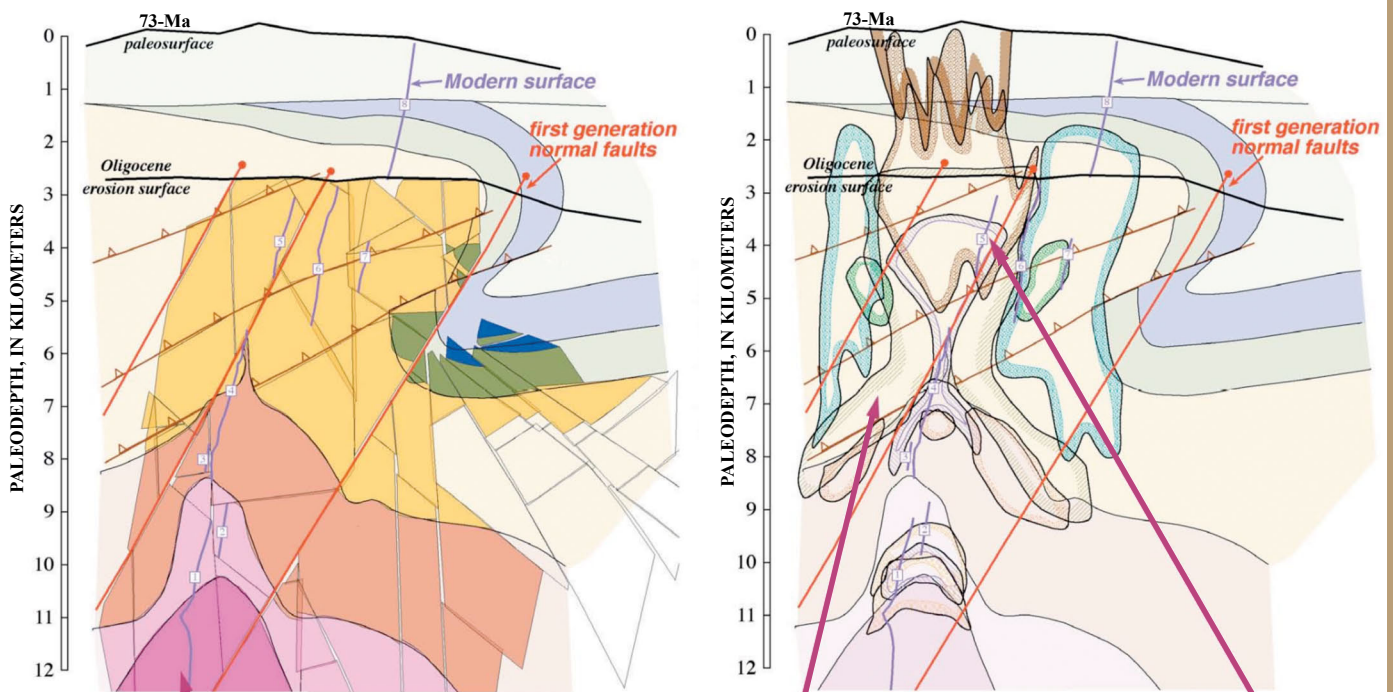 73-Ma
paleosurface
Modern surface
first generation
normal faults
Oligocene
erosion surface
PALEODEPTH, IN KILOMETERS
0
1
2
3
4
5
6
7
8
9
10
11
12
8
5
6
7
4
3
2
1
73-Ma
paleosurface
Modern surface
first generation
normal faults
Oligocene
erosion surface
PALEODEPTH, IN KILOMETERS
0
1
2
3
4
5
6
7
8
9
10
11
12
8
5
6
7
4
3
2
1